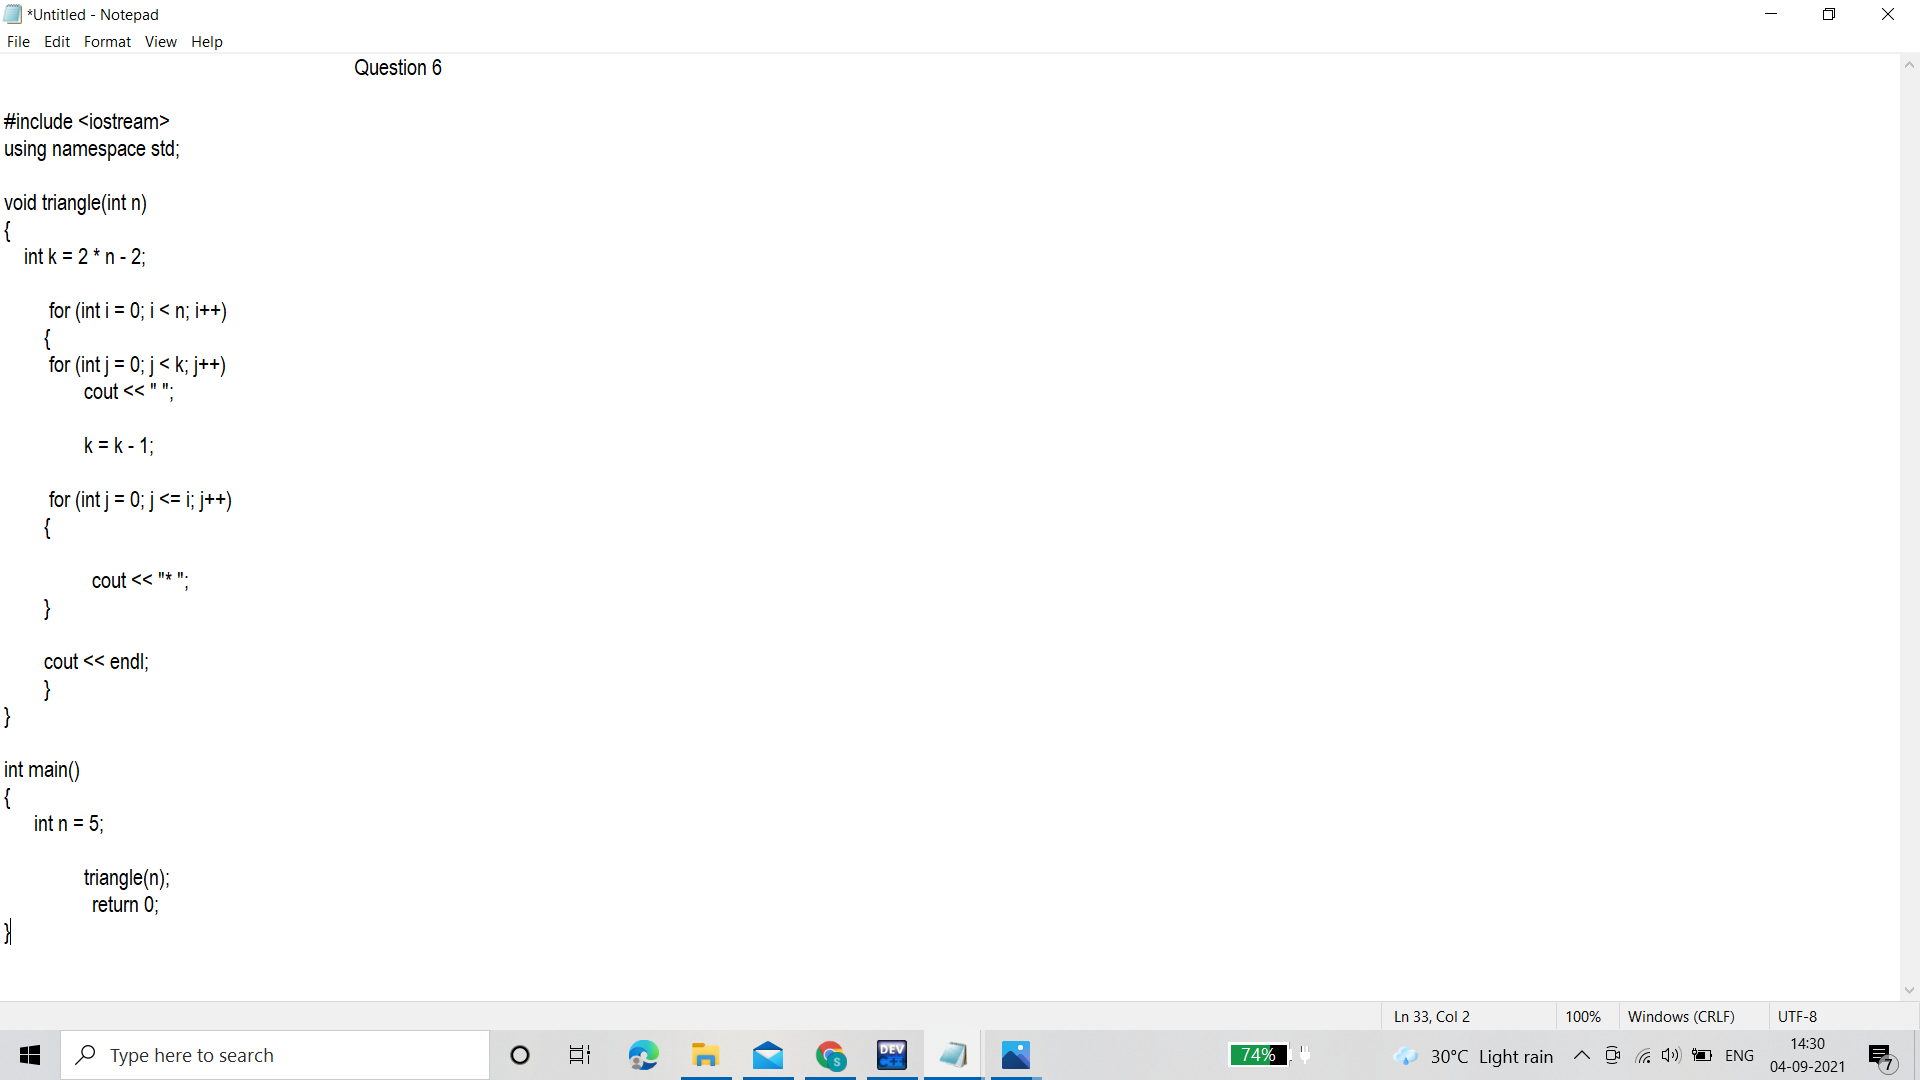 *Untitled - Notepad
File Edit Format View Help
Question 6
#include <iostream>
using namespace std;
void triangle(int n)
{
int k = 2 * n - 2;
for (int i = 0; i < n; i++)
{
for (int j = 0; j < k; j++)
cout << " ";
k = k - 1;
for (int j = 0; j <= i; j++)
{
cout << "* ";
}
cout << endl;
}
}
int main()
{
int n = 5;
triangle(n);
return 0;
}
Ln 33, Col 2 100% Windows (CRLF) UTF-8
Type here to search
DEV C++
S
74%
30°C Light rain
ENG
14:30
04-09-2021
7